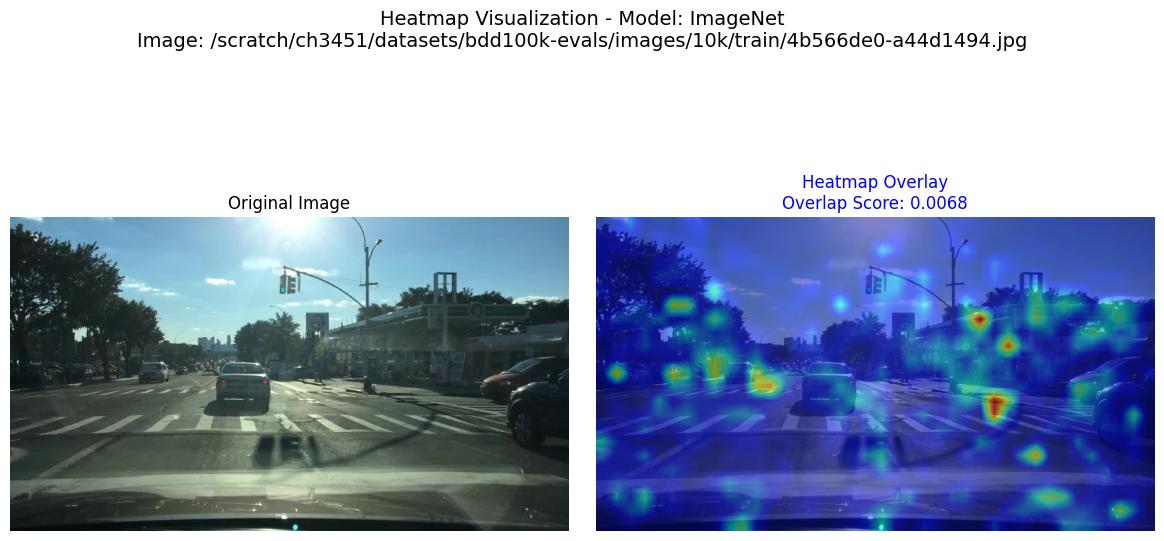 Heatmap Visualization - Model: ImageNet
Image: /scratch/ch3451/datasets/bdd100k-evals/images/10k/train/4b566de0-a44d1494.jpg
Original Image
Heatmap Overlay
Overlap Score: 0.0068